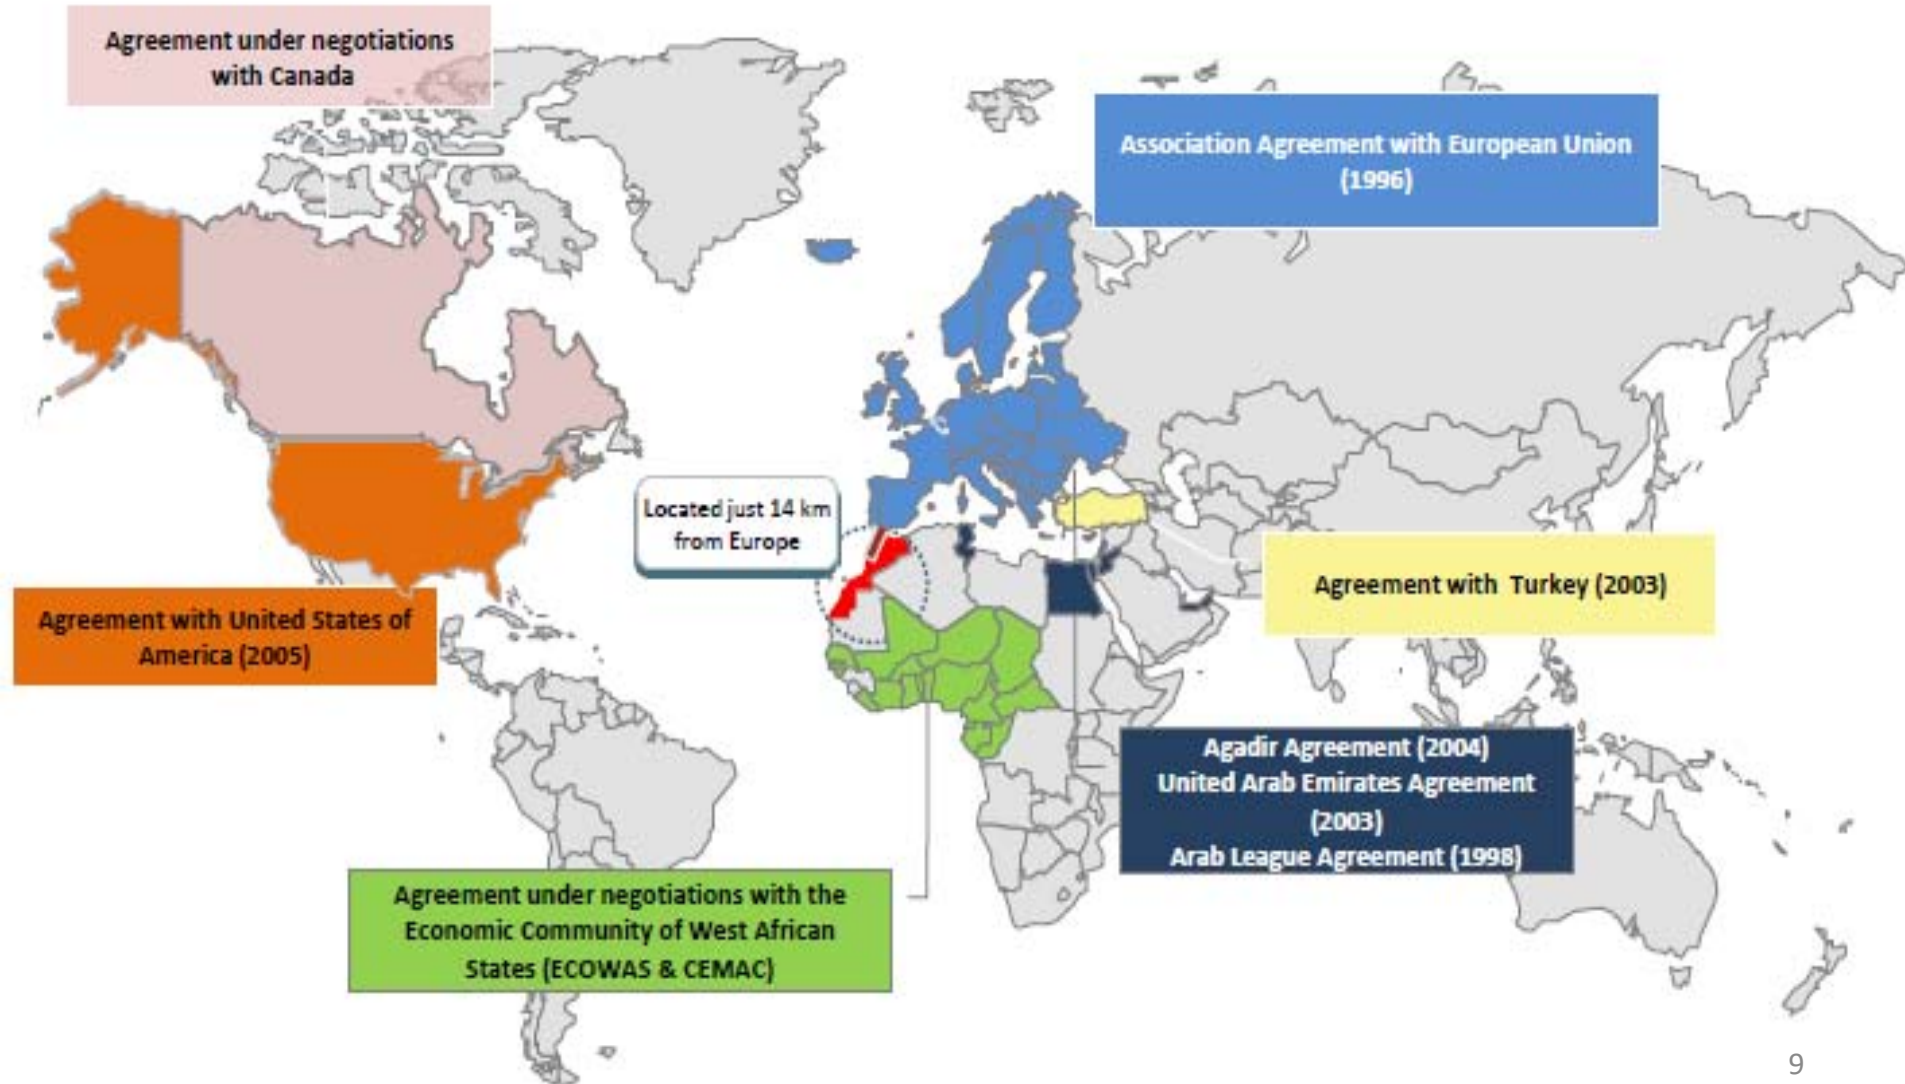 Agreement under negotiations
with Canada
Association Agreement with European Union
(1996)
Located just 14 km
from Europe
Agreement with  Turkey (2003)
Agreement with United States of
America (2005)
Agadir Agreement (2004)
United Arab Emirates Agreement
(2003)
Arab League Agreement (1998)
Agreement under negotiations with the
Economic Community of West African
States (ECOWAS & CEMAC)
9